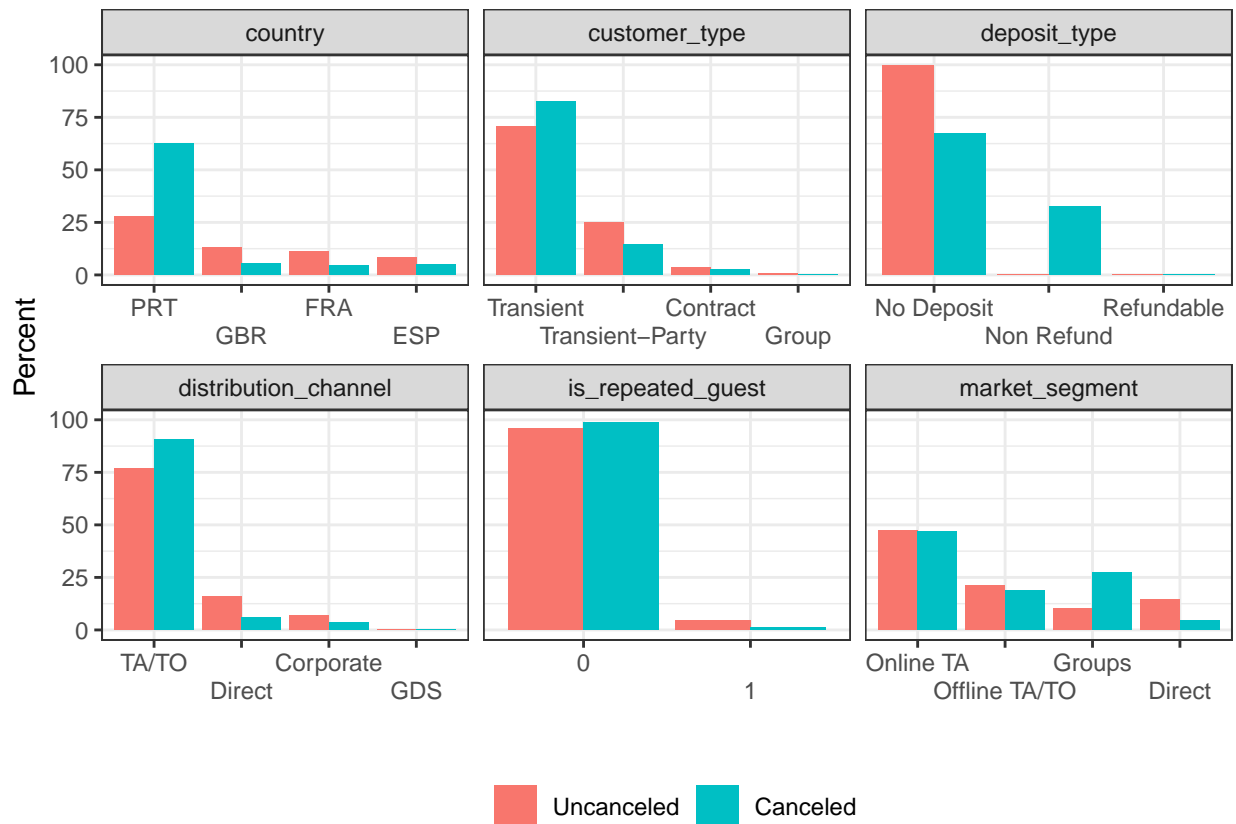 country customer_type deposit_type
100
75
50
25
0
PRT FRA Transient Contract No Deposit Refundable
GBR ESP Transient−Party Group Non Refund
Percent
distribution_channel is_repeated_guest market_segment
100
75
50
25
0
TA/TO Corporate 0 Online TA Groups
Direct GDS 1 Offline TA/TO Direct
Uncanceled Canceled